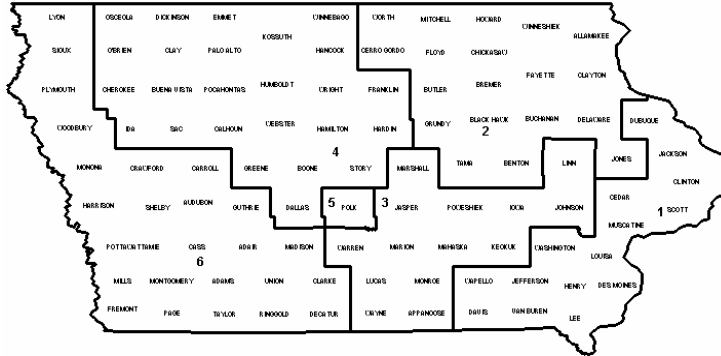 LYON OSCEOLA DICKINSON EMMET WINNEBAGO WORTH MITCHELL HOWARD WINNESHIEK ALLAMAKEE
KOSSUTH
SIOUX O'BRIEN CLAY PALO ALTO HANCOCK CERRO GORDO FLOYD CHICKASAW
PLYMOUTH CHEROKEE BUENA VISTA POCAHONTAS HUMBOLDT WRIGHT FRANKLIN BUTLER BREMER FAYETTE CLAYTON
WOODBURY IDA SAC CALHOUN WEBSTER HAMILTON HARDIN GRUNDY BLACK HAWK BUCHANAN DELAWARE DUBUQUE
4 2
MONONA CRAWFORD CARROLL GREENE BOONE STORY MARSHALL TAMA BENTON LINN JONES JACKSON
CLINTON
HARRISON SHELBY AUDUBON GUTHRIE DALLAS 5 POLK 3 JASPER POWESHIEK IOWA JOHNSON CEDAR 1 SCOTT
MUSCATINE
POTTAWATTAMIE CASS ADAIR MADISON WARREN MARION MAHASKA KEOKUK WASHINGTON LOUISA
6
MILLS MONTGOMERY ADAMS UNION CLARKE LUCAS MONROE WAPELLO JEFFERSON HENRY DES MOINES
FREMONT PAGE TAYLOR RINGGOLD DECATUR WAYNE APPANOOSE DAVIS VAN BUREN LEE